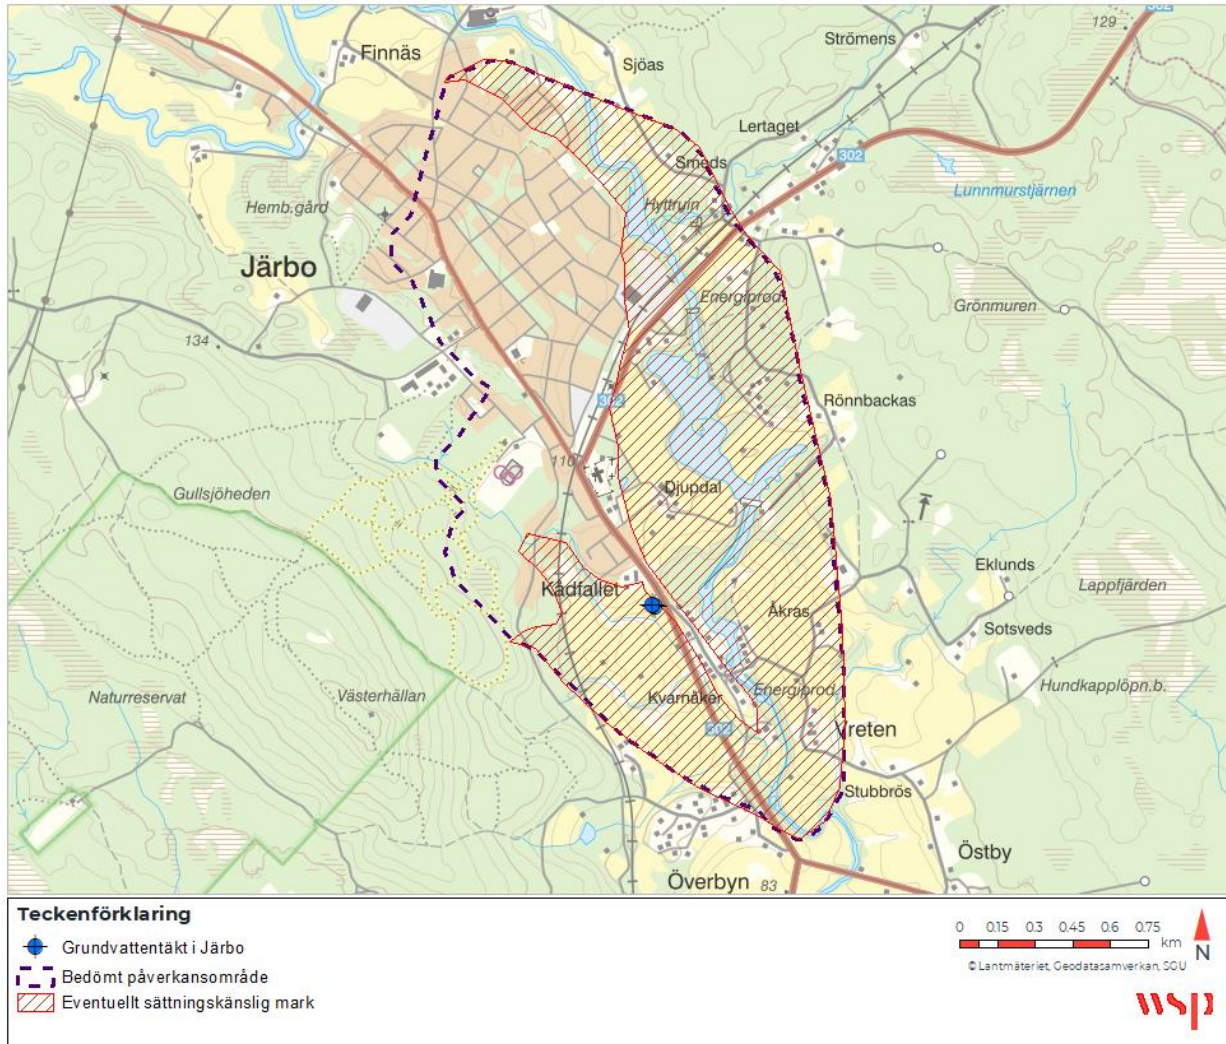 302
129
Strömens
Finnäs
Sjöas
Lertaget
302
Smeds
Lunnmurstjärnen
Hyttruin
Hemb.gård
Järbo
Energiprod.
Grönmuren
134
302
Rönnbackas
110
Djupdal
Gullsjöheden
Eklunds
Lappfjärden
Kådfallet
Åkras
Sotsveds
Naturreservat
Västerhällan
Kvarnåker
Energiprod.
Hundkapplöpn.b.
302
Vreten
Stubbrös
Östby
Överbyn
83
Teckenförklaring
Grundvattentäkt i Järbo
Bedömt påverkansområde
Eventuellt sättningskänslig mark
0 0.15 0.3 0.45 0.6 0.75
km
N
© Lantmäteriet, Geodatasamverkan, SGU
wsp